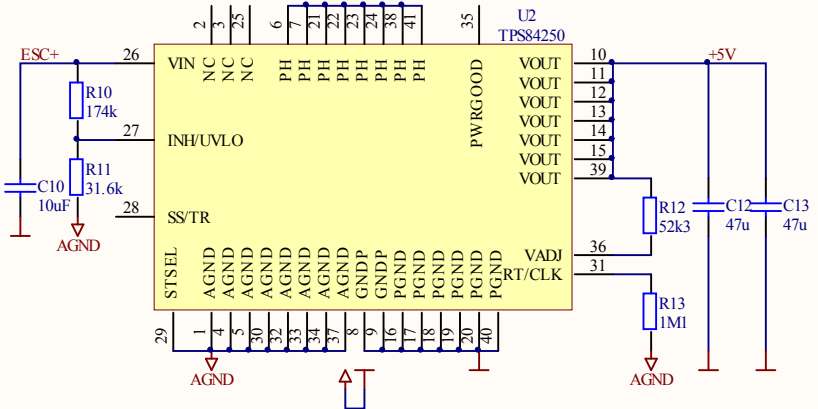 U2
TPS84250
2
3
25
6
7
21
22
23
24
38
41
35
ESC+
26
VIN
NC
NC
NC
PH
PH
PH
PH
PH
PH
PH
PH
PWRGOOD
VOUT
10
+5V
VOUT
11
VOUT
12
VOUT
13
VOUT
14
VOUT
15
VOUT
39
R10
174k
27
INH/UVLO
R11
31.6k
C10
10uF
AGND
28
SS/TR
R12
52k3
C12
47u
C13
47u
VADJ
36
RT/CLK
31
R13
1M1
AGND
STSEL
AGND
AGND
AGND
AGND
AGND
AGND
AGND
AGND
GNDP
GNDP
PGND
PGND
PGND
PGND
PGND
PGND
29
1
4
5
30
32
33
34
37
8
9
16
17
18
19
20
40
AGND